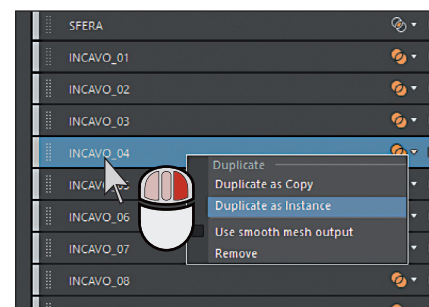 SFERA
INCAVO_01
INCAVO_02
INCAVO_03
INCAVO_04
Duplicate
Duplicate as Copy
Duplicate as Instance
INCAVO_06
Use smooth mesh output
INCAVO_07
Remove
INCAVO_08